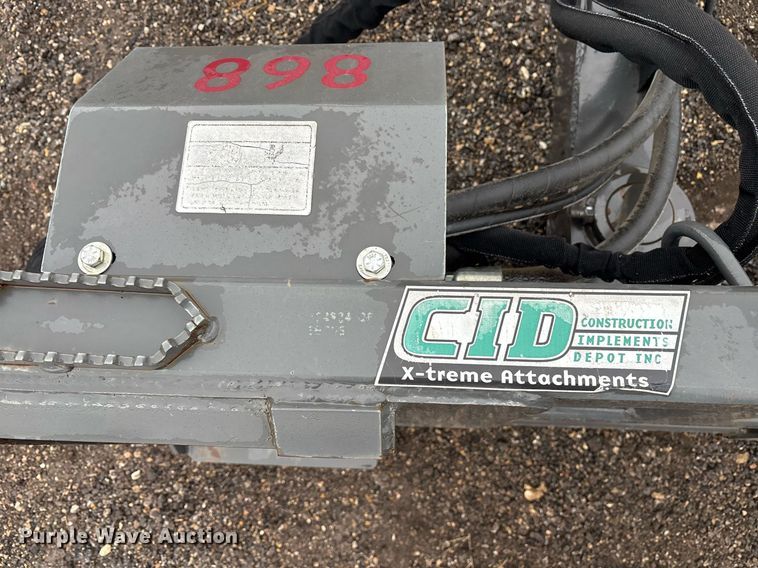 898
CID
CONSTRUCTION
IMPLEMENTS
DEPOT INC
X-treme Attachments
Purple Wave Auction